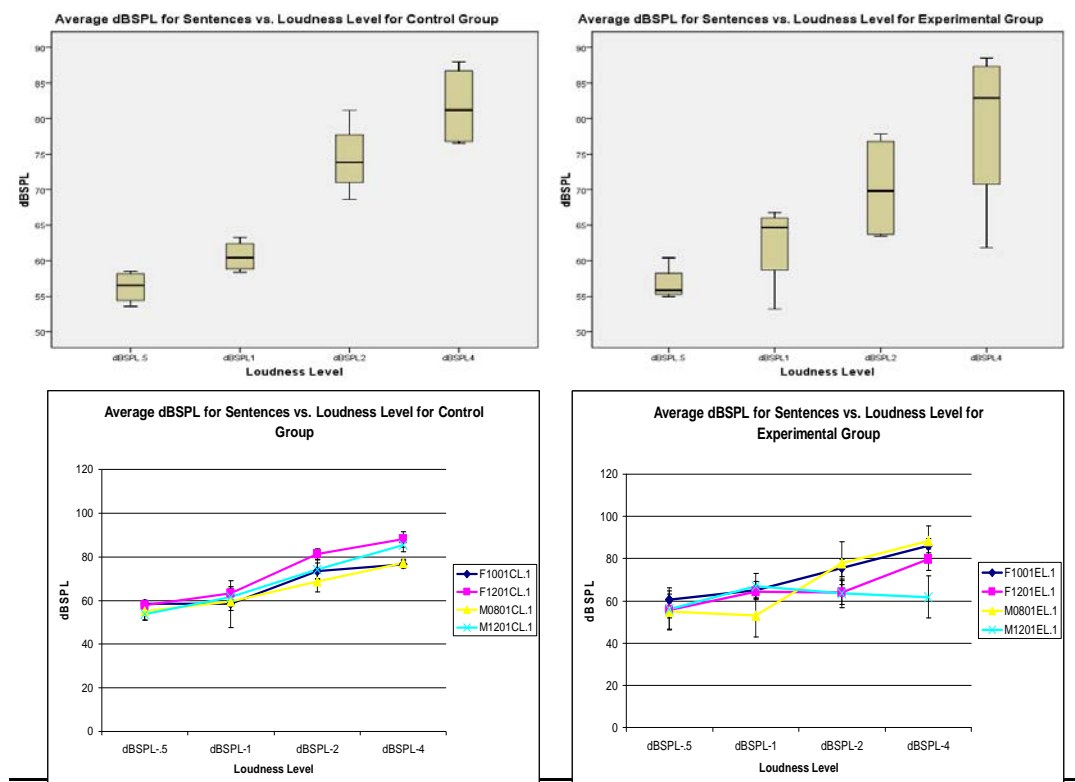 Average dBSPL for Sentences vs. Loudness Level for Control Group
90
85
80
75
70
65
60
55
50
dBSPL
dBSPL.5
dBSPL1
dBSPL2
dBSPL4
Loudness Level
Average dBSPL for Sentences vs. Loudness Level for Experimental Group
90
85
80
75
70
65
60
55
50
dBSPL
dBSPL.5
dBSPL1
dBSPL2
dBSPL4
Loudness Level
Average dBSPL for Sentences vs. Loudness Level for Control
Group
120
100
80
60
40
20
0
dBSPL
dBSPL-.5
dBSPL-1
dBSPL-2
dBSPL-4
Loudness Level
F1001CL.1
F1201CL.1
M0801CL.1
M1201CL.1
Average dBSPL for Sentences vs. Loudness Level for
Experimental Group
120
100
80
60
40
20
0
dBSPL
dBSPL-.5
dBSPL-1
dBSPL-2
dBSPL-4
Loudness Level
F1001EL.1
F1201EL.1
M0801EL.1
M1201EL.1